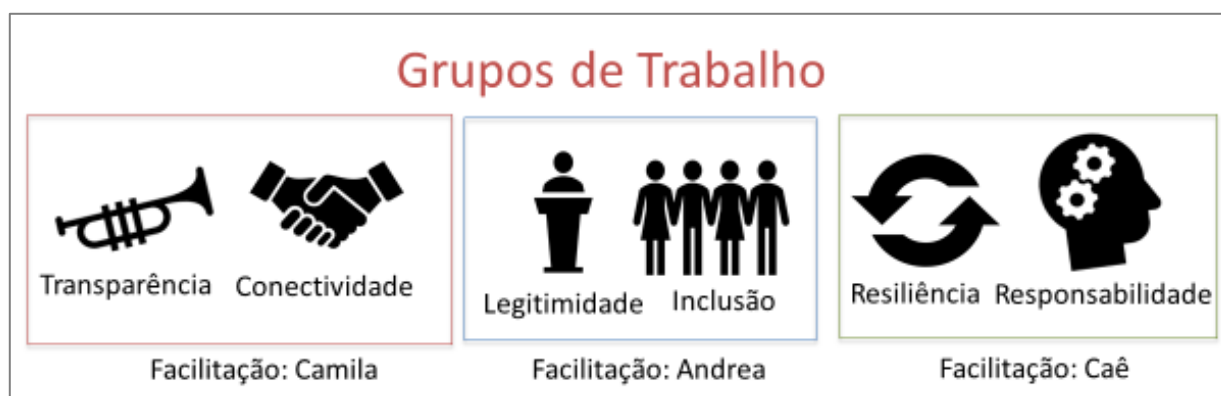 Grupos de Trabalho
Transparência
Conectividade
Legitimidade
Inclusão
Resiliência
Responsabilidade
Facilitação: Camila
Facilitação: Andrea
Facilitação: Caê